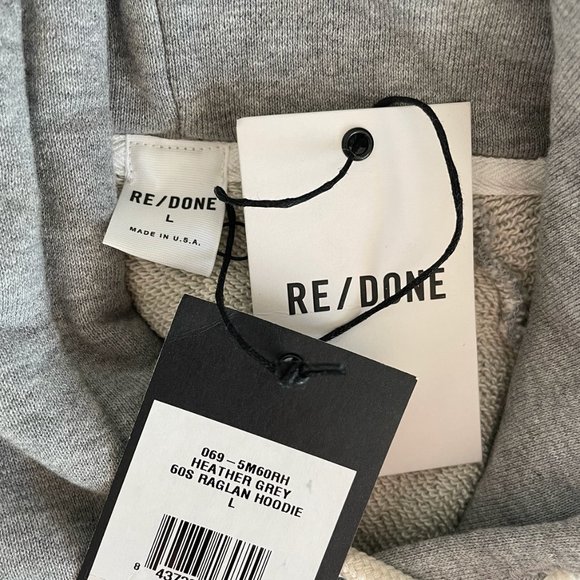 RE/DONE
L
MADE IN U.S.A.
RE/DONE
069-5M60RH
HEATHER GREY
60S RAGLAN HOODIE
L